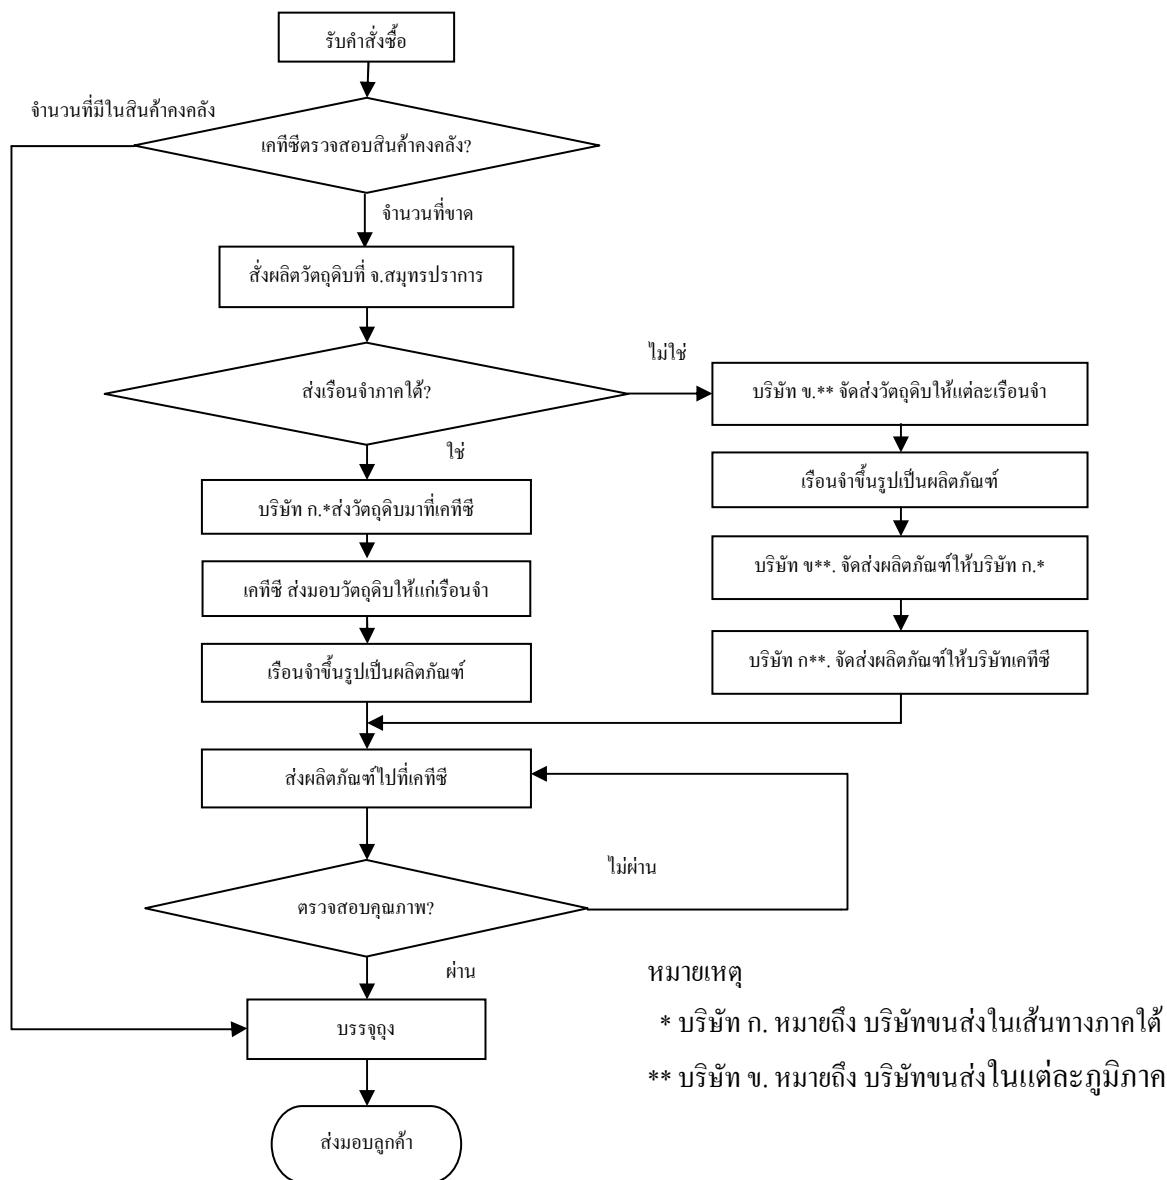 รับคำสั่งซื้อ
จำนวนที่มีในสินค้าคงคลัง
เคทีซีตรวจสอบสินค้าคงคลัง?
จำนวนที่ขาด
สั่งผลิตวัตถุดิบที่ จ.สมุทรปราการ
ส่งเรือนจำภาคใต้?
ไม่ใช่
บริษัท ข.** จัดส่งวัตถุดิบให้แต่ละเรือนจำ
เรือนจำขึ้นรูปเป็นผลิตภัณฑ์
บริษัท ข**. จัดส่งผลิตภัณฑ์ให้บริษัท ก.*
บริษัท ก**. จัดส่งผลิตภัณฑ์ให้บริษัทเคทีซี
ใช่
บริษัท ก.*ส่งวัตถุดิบมาที่เคทีซี
เคทีซี ส่งมอบวัตถุดิบให้แก่เรือนจำ
เรือนจำขึ้นรูปเป็นผลิตภัณฑ์
ส่งผลิตภัณฑ์ไปที่เคทีซี
ตรวจสอบคุณภาพ?
ไม่ผ่าน
ผ่าน
บรรจุถุง
ส่งมอบลูกค้า
หมายเหตุ
* บริษัท ก. หมายถึง บริษัทขนส่งในเส้นทางภาคใต้
** บริษัท ข. หมายถึง บริษัทขนส่งในแต่ละภูมิภาค